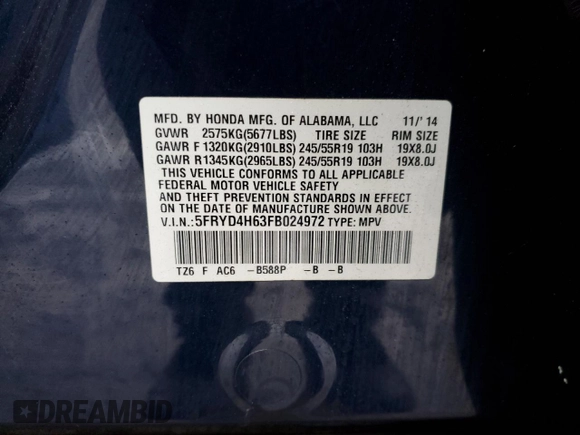 MFD. BY HONDA MFG. OF ALABAMA, LLC 11/'14
GVWR 2575KG(5677LBS) TIRE SIZE RIM SIZE
GAWR F 1320KG(2910LBS) 245/55R19 103H 19X8.0J
GAWR R 1345KG(2965LBS) 245/55R19 103H 19X8.0J
THIS VEHICLE CONFORMS TO ALL APPLICABLE
FEDERAL MOTOR VEHICLE SAFETY
AND THEFT PREVENTION STANDARDS IN EFFECT
ON THE DATE OF MANUFACTURE SHOWN ABOVE.
V.I.N.: 5FRYD4H63FB024972 TYPE: MPV
TZ6 F AC6 -B588P -B -B
DREAMBID